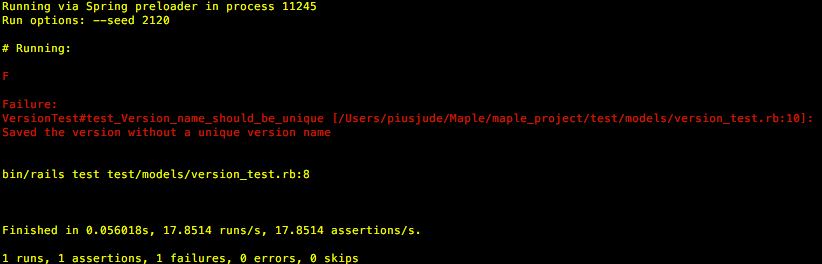 Running via Spring preloader in process 11245
Run options: --seed 2120
# Running:
F
Failure:
VersionTest#test_Version_name_should_be_unique [/Users/piusjude/Maple/maple_project/test/models/version_test.rb:10]:
Saved the version without a unique version name
bin/rails test test/models/version_test.rb:8
Finished in 0.056018s, 17.8514 runs/s, 17.8514 assertions/s.
1 runs, 1 assertions, 1 failures, 0 errors, 0 skips